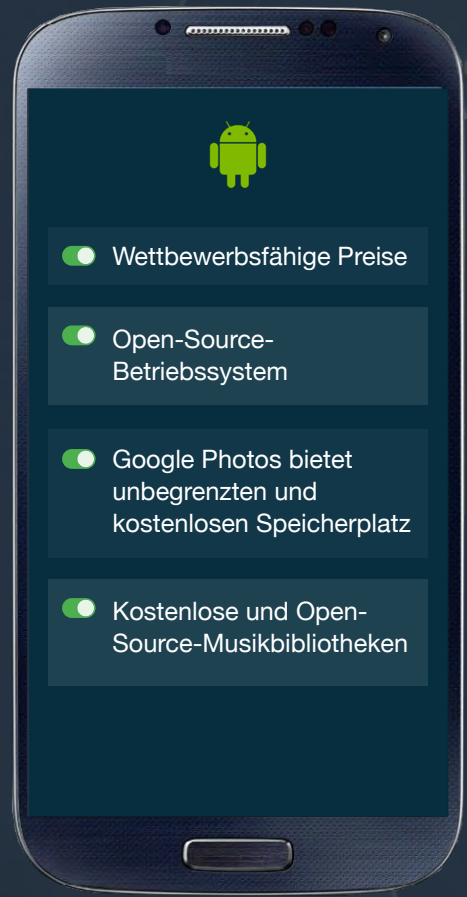 Wettbewerbsfähige Preise
Open-Source-
Betriebssystem
Google Photos bietet
unbegrenzten und
kostenlosen Speicherplatz
Kostenlose und Open-
Source-Musikbibliotheken